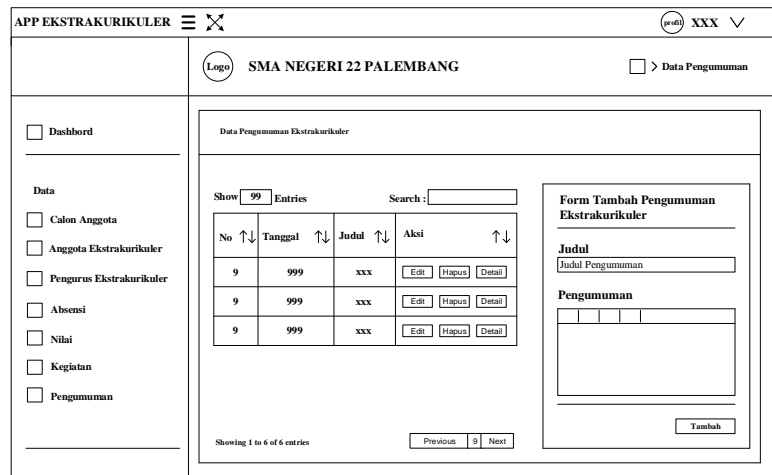 APP EKSTRAKURIKULER
profil XXX
Logo SMA NEGERI 22 PALEMBANG
> Data Pengumuman
Dashbord
Data
Calon Anggota
Anggota Ekstrakurikuler
Pengurus Ekstrakurikuler
Absensi
Nilai
Kegiatan
Pengumuman
Data Pengumuman Ekstrakurikuler
Show 99 Entries Search :
No ↑↓ Tanggal ↑↓ Judul ↑↓ Aksi ↑↓
9 999 xxx Edit Hapus Detail
9 999 xxx Edit Hapus Detail
9 999 xxx Edit Hapus Detail
Showing 1 to 6 of 6 entries Previous 9 Next
Form Tambah Pengumuman
Ekstrakurikuler
Judul
Judul Pengumuman
Pengumuman
Tambah